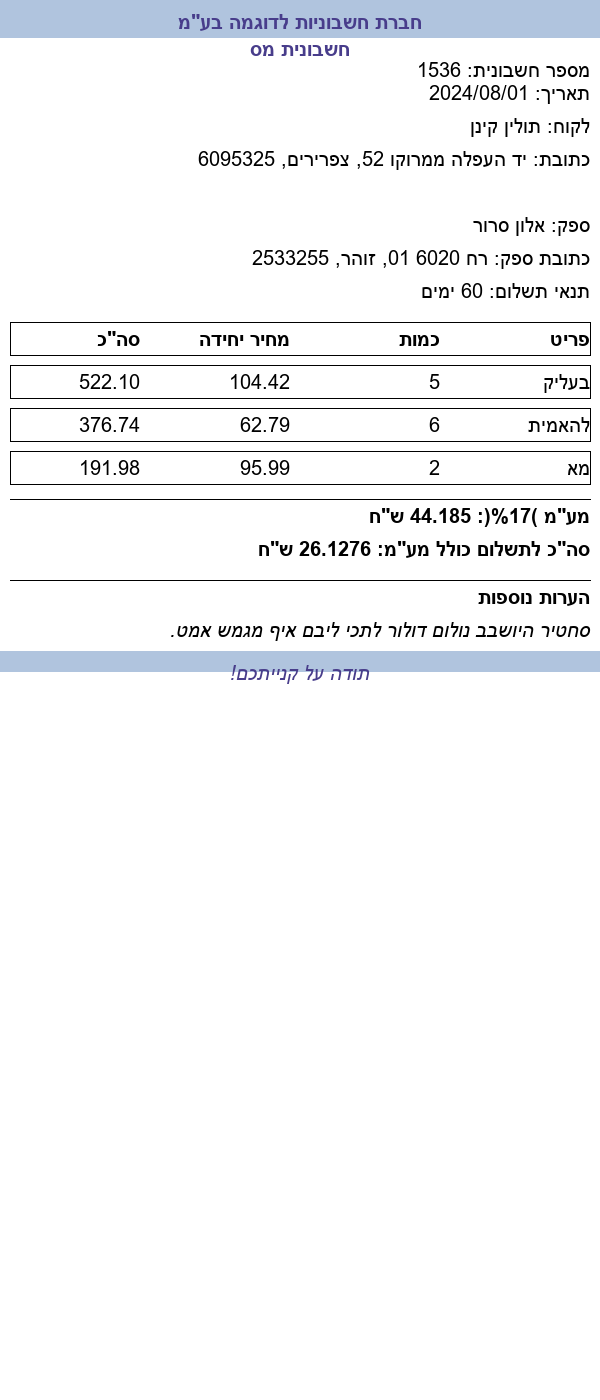 חברת חשבוניות לדוגמה בע"מ
חשבונית מס
מספר חשבונית: 1536
תאריך: 2024/08/01
לקוח: תולין קינן
כתובת: יד העפלה ממרוקו 52, צפרירים, 6095325
ספק: אלון סרור
כתובת ספק: רח 6020 01, זוהר, 2533255
תנאי תשלום: 60 ימים
פריט כמות מחיר יחידה סה"כ
בעליק 5 104.42 522.10
להאמית 6 62.79 376.74
מא 2 95.99 191.98
מע"מ )17%(: 44.185 ש"ח
סה"כ לתשלום כולל מע"מ: 26.1276 ש"ח
הערות נוספות
סחטיר היושבב נולום דולור לתכי ליבם איף מגמש אמט.
תודה על קנייתכם!